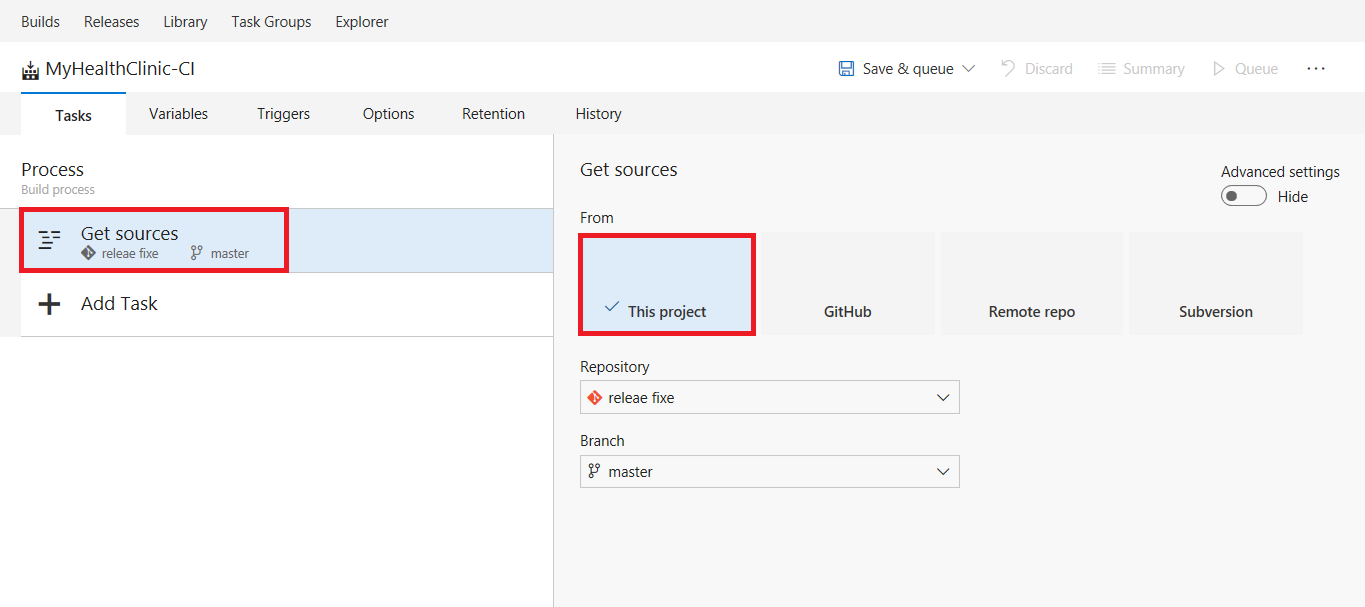 Builds Releases Library Task Groups Explorer
MyHealthClinic-CI Save & queue Discard Summary Queue ...
Tasks Variables Triggers Options Retention History
Process
Build process
Get sources
releae fixe master
Add Task
Get sources
Advanced settings
Hide
From
This project GitHub Remote repo Subversion
Repository
releae fixe
Branch
master